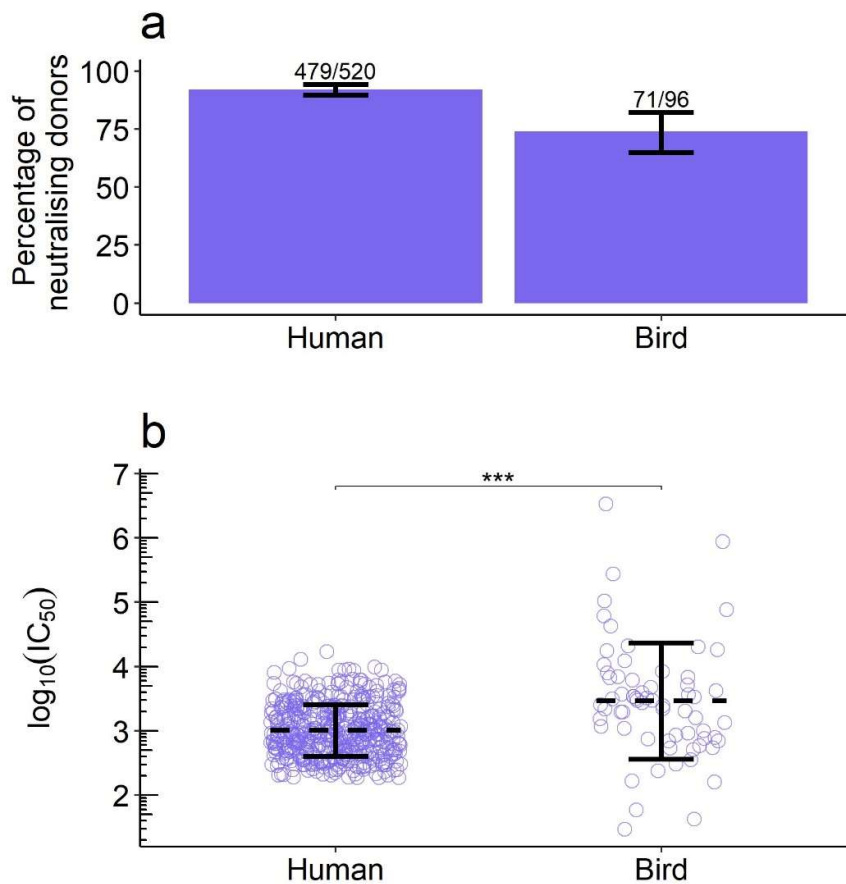 a
Percentage of
neutralising donors
100
75
50
25
0
479/520
71/96
Human
Bird
b
log₁₀(IC₅₀)
7
6
5
4
3
2
***
Human
Bird